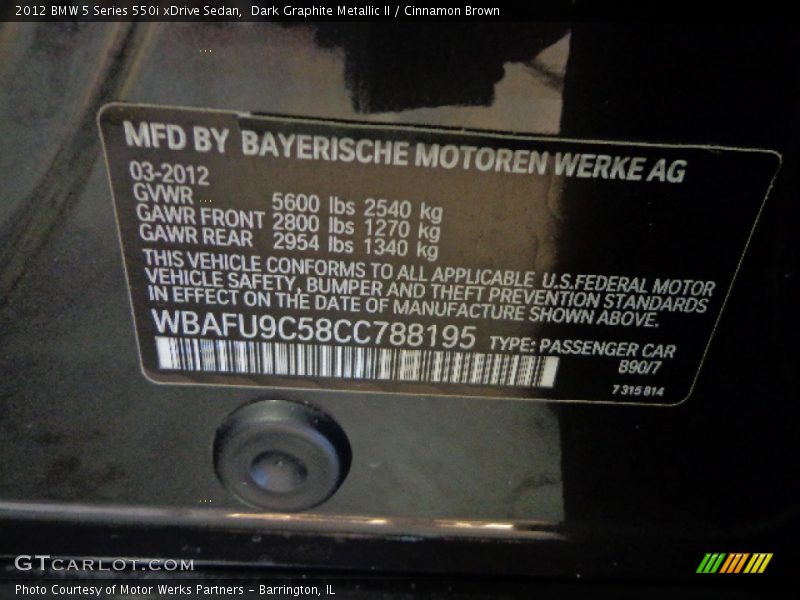 2012 BMW 5 Series 550i xDrive Sedan,  Dark Graphite Metallic II / Cinnamon Brown
MFD BY BAYERISCHE MOTOREN WERKE AG
03-2012
GVWR 5600 lbs 2540 kg
GAWR FRONT 2800 lbs 1270 kg
GAWR REAR 2954 lbs 1340 kg
THIS VEHICLE CONFORMS TO ALL APPLICABLE U.S.FEDERAL MOTOR
VEHICLE SAFETY, BUMPER AND THEFT PREVENTION STANDARDS
IN EFFECT ON THE DATE OF MANUFACTURE SHOWN ABOVE.
WBAFU9C58CC788195 TYPE: PASSENGER CAR
B90/7
7 315 814
GTCARLOT.COM
Photo Courtesy of Motor Werks Partners - Barrington, IL